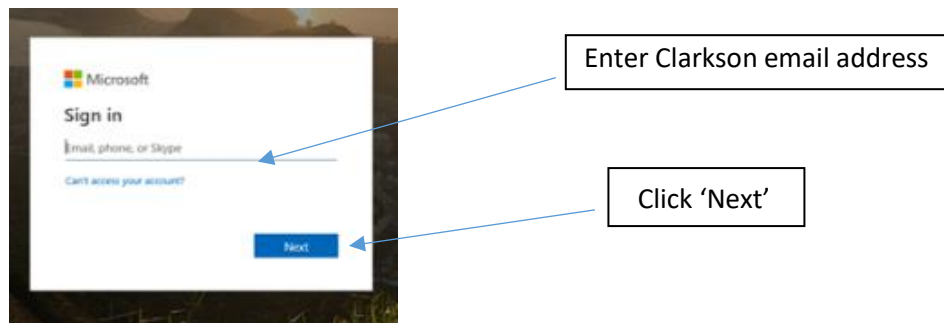 Microsoft
Sign in
Email, phone, or Skype
Can't access your account?
Next
Enter Clarkson email address
Click ‘Next’